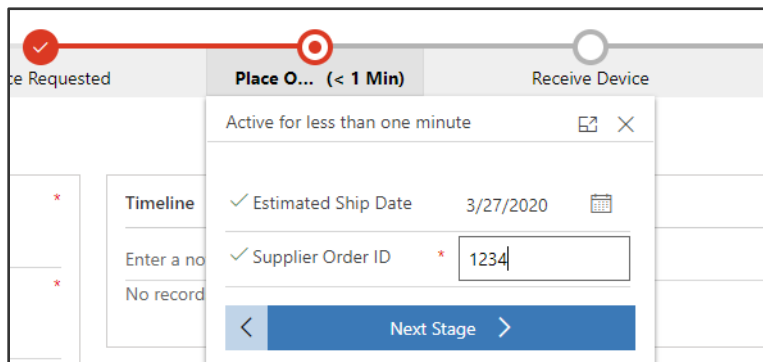 ce Requested
Place O... (< 1 Min)
Receive Device
Active for less than one minute
*
Timeline
Estimated Ship Date
3/27/2020
Enter a no
Supplier Order ID * 1234
*
No record
Next Stage